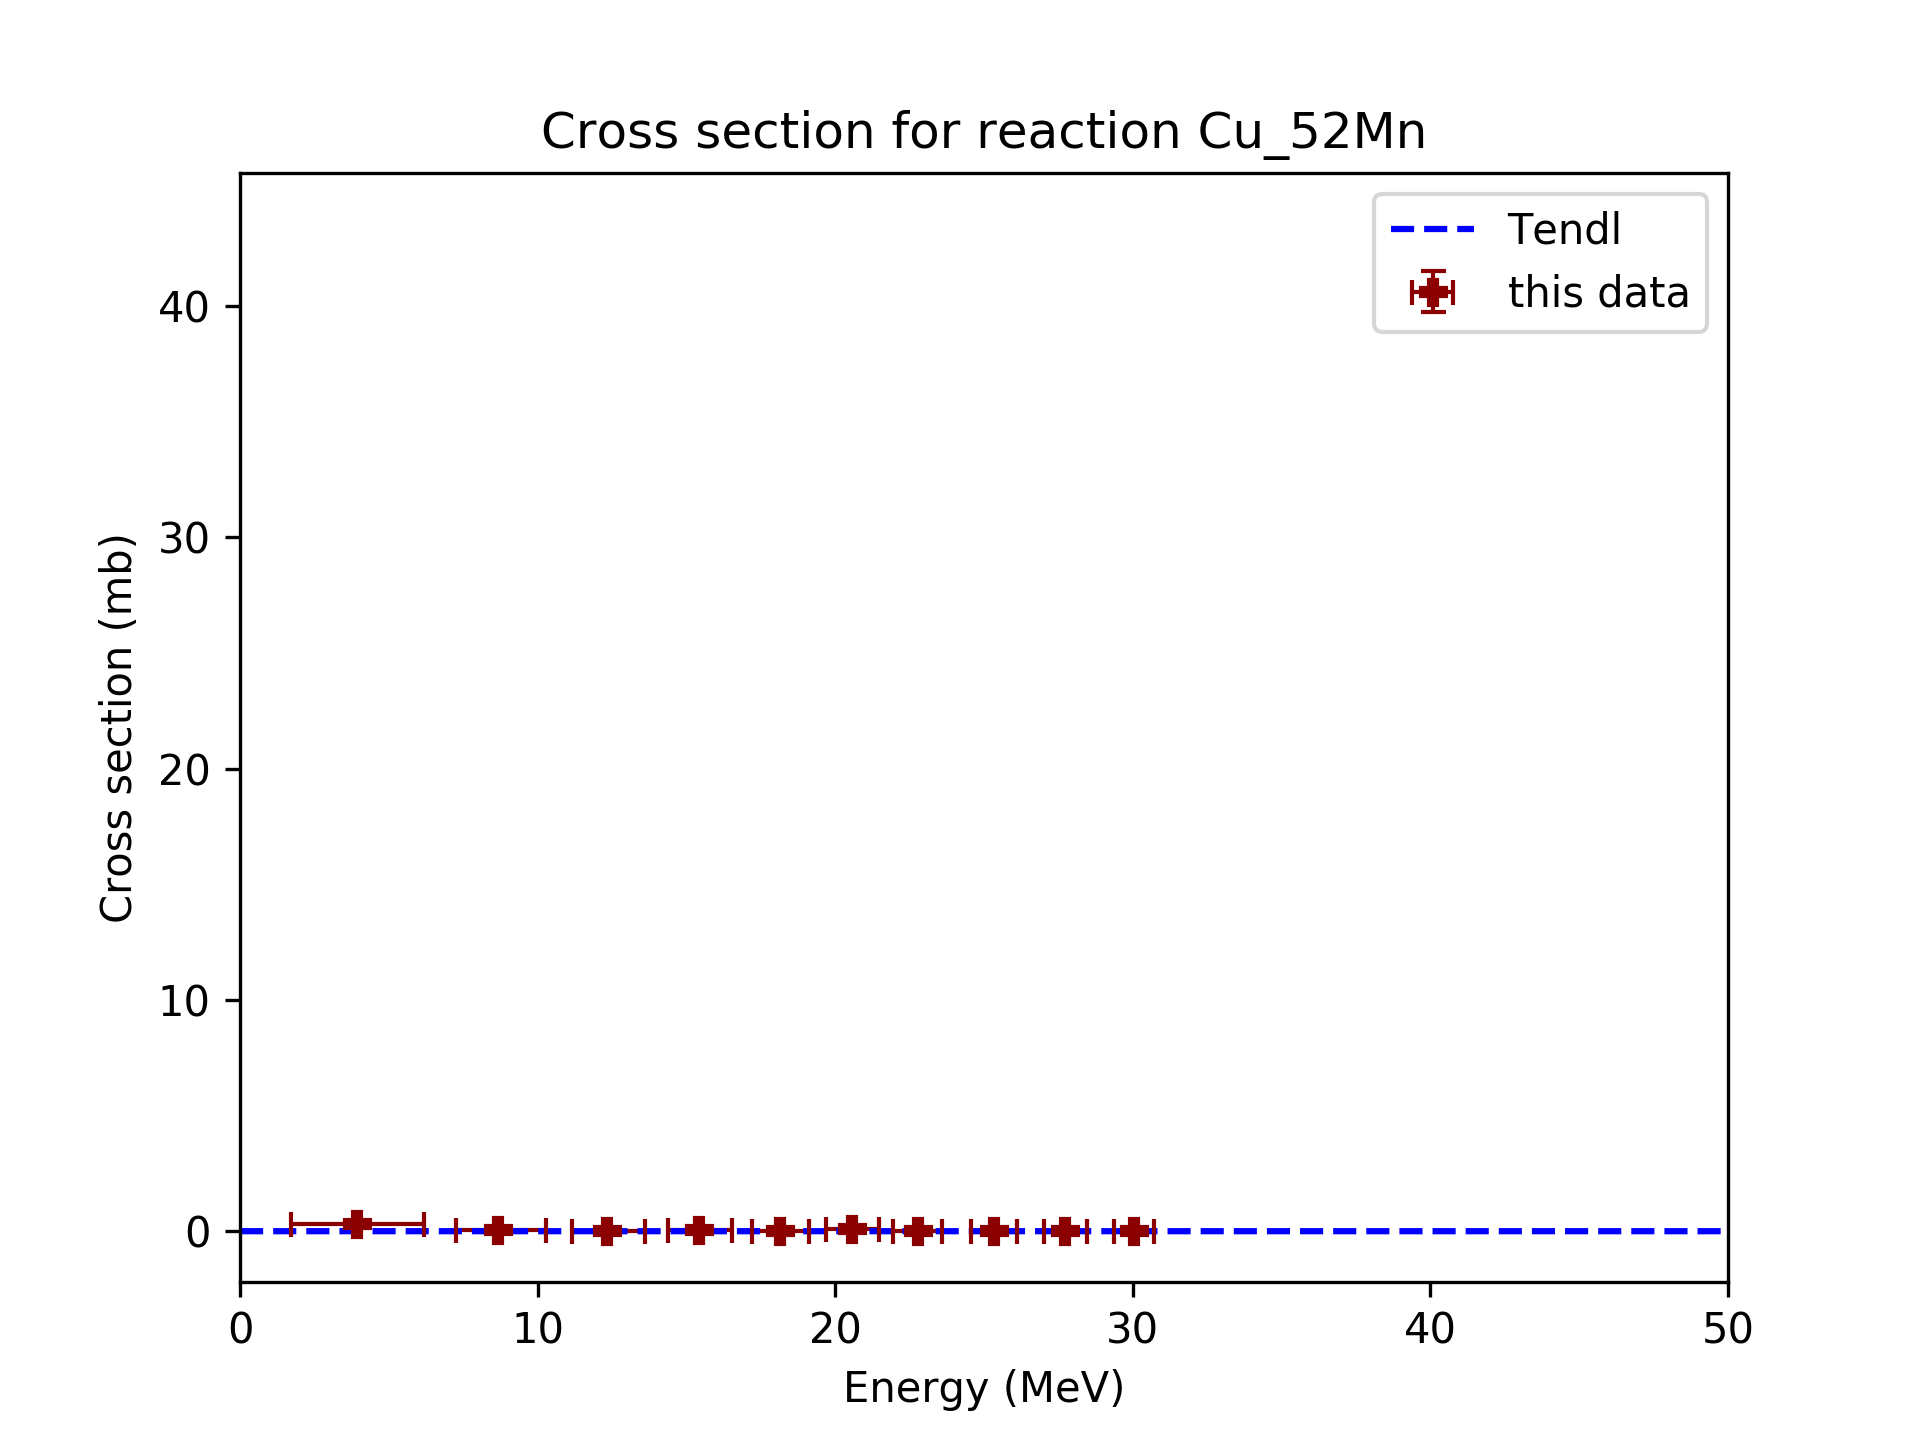 Cross section for reaction Cu_52Mn
Tendl
this data
Cross section (mb)
40
30
20
10
0
0 10 20 30 40 50
Energy (MeV)